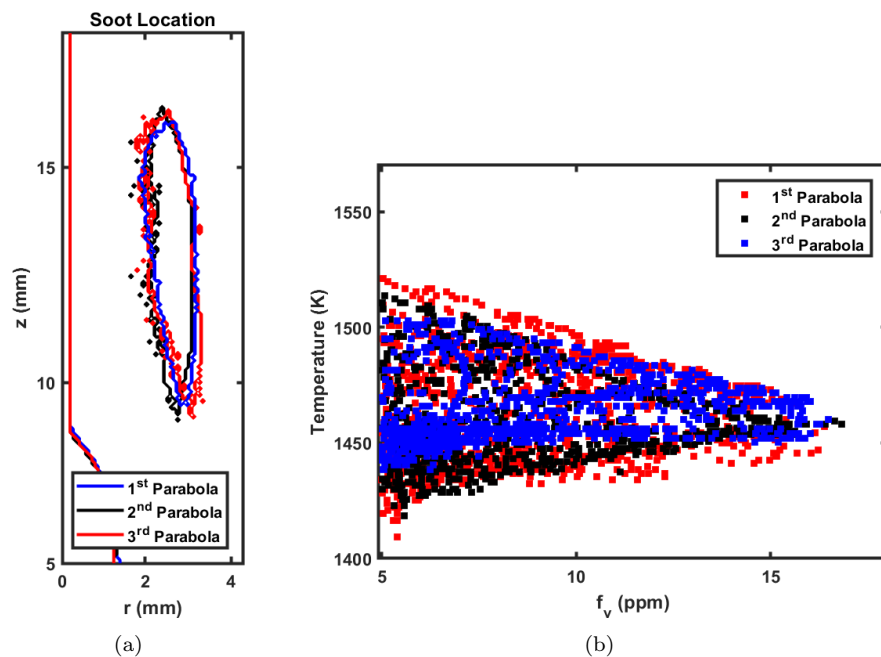 Soot Location
15
10
5
z (mm)
0 2 4
r (mm)
1st Parabola
2nd Parabola
3rd Parabola
(a)
1550
1500
1450
1400
Temperature (K)
5 10 15
fv (ppm)
1st Parabola
2nd Parabola
3rd Parabola
(b)